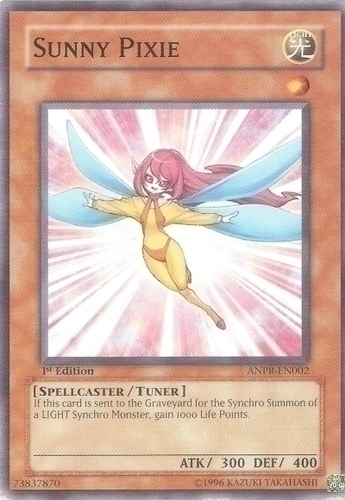 SUNNY PIXIE
LIGHT
光
1st Edition
ANPR-EN002
[SPELLCASTER / TUNER]
If this card is sent to the Graveyard for the Synchro Summon of
a LIGHT Synchro Monster, gain 1000 Life Points.
ATK/ 300 DEF/ 400
73837870
©1996 KAZUKI TAKAHASHI